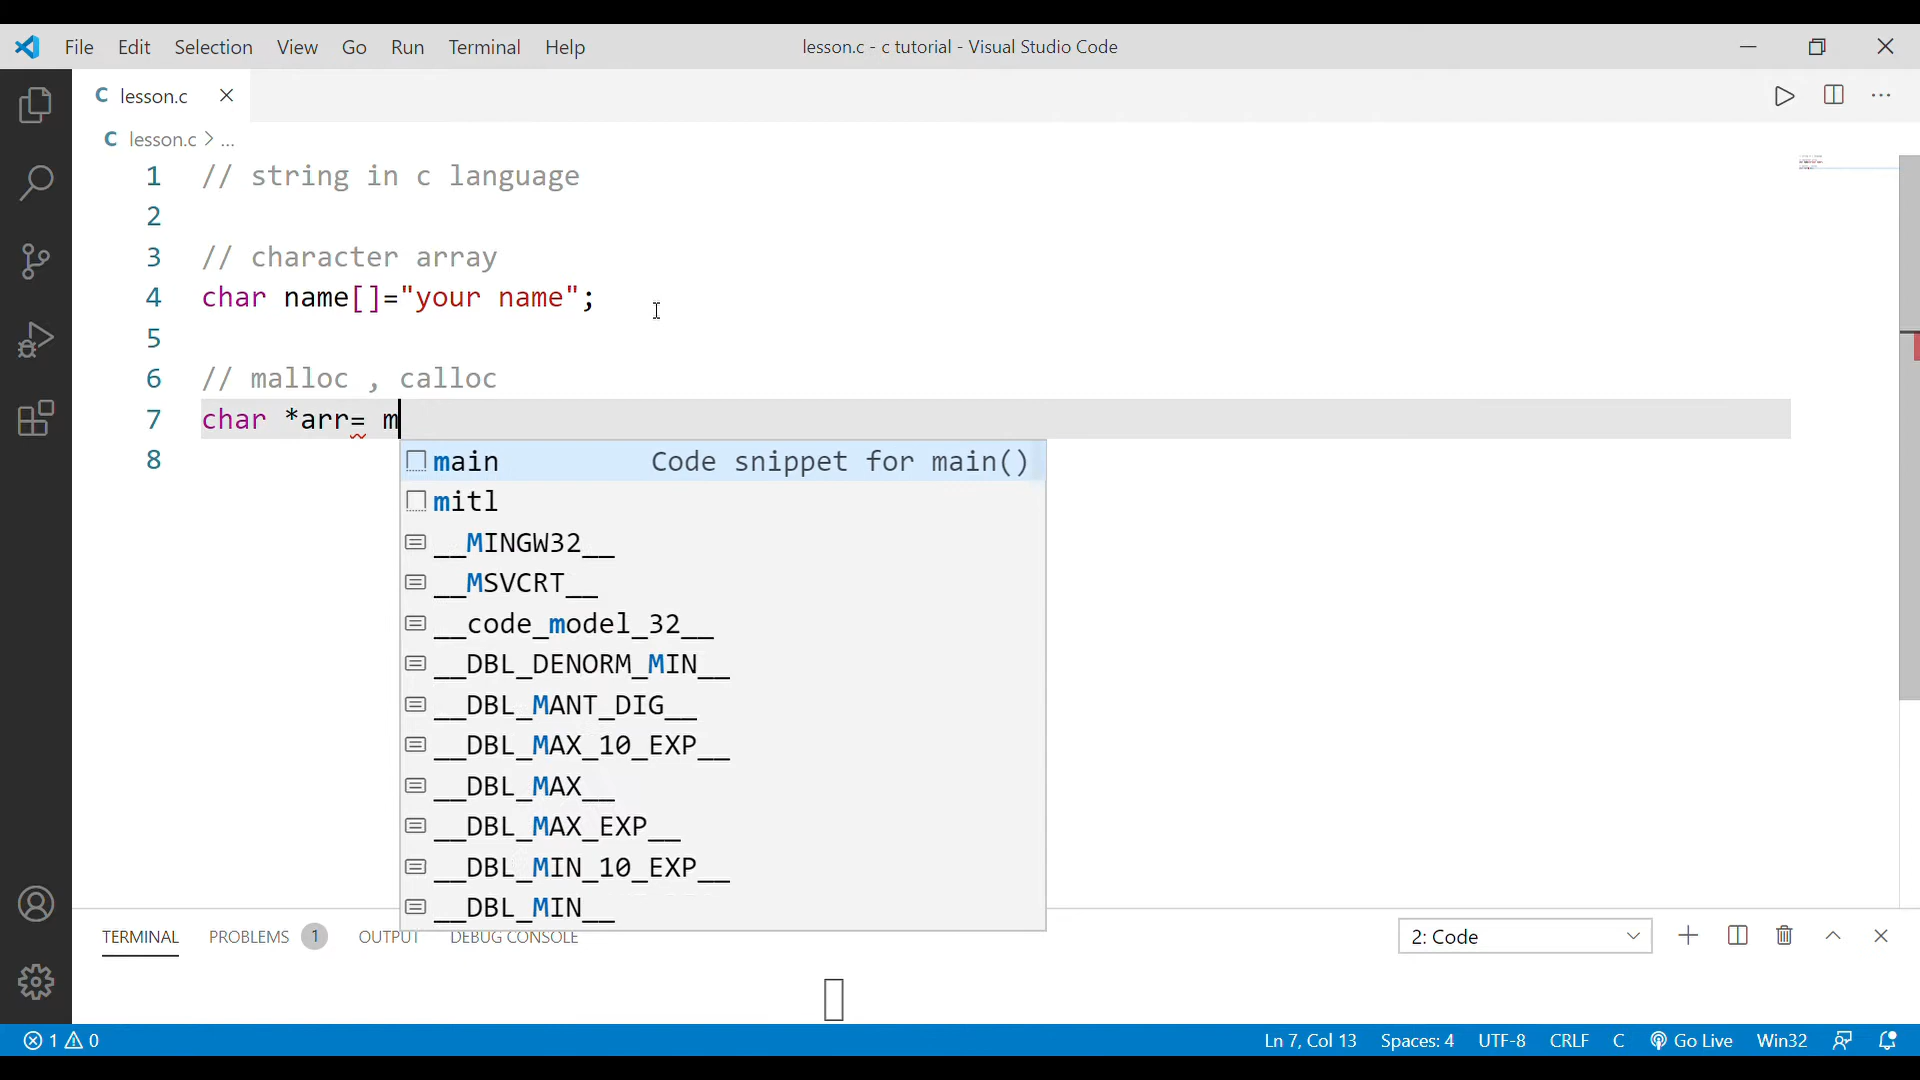 File Edit Selection View Go Run Terminal Help
lesson.c - c tutorial - Visual Studio Code
C lesson.c
C lesson.c > ...
1 // string in c language
2
3 // character array
4 char name[]="your name";
5
6 // malloc , calloc
7 char *arr= m
8
main Code snippet for main()
mitl
__MINGW32__
__MSVCRT__
__code_model_32__
__DBL_DENORM_MIN__
__DBL_MANT_DIG__
__DBL_MAX_10_EXP__
__DBL_MAX__
__DBL_MAX_EXP__
__DBL_MIN_10_EXP__
__DBL_MIN__
TERMINAL PROBLEMS 1 OUTPUT DEBUG CONSOLE 2: Code
1 0 Ln 7, Col 13 Spaces: 4 UTF-8 CRLF C Go Live Win32